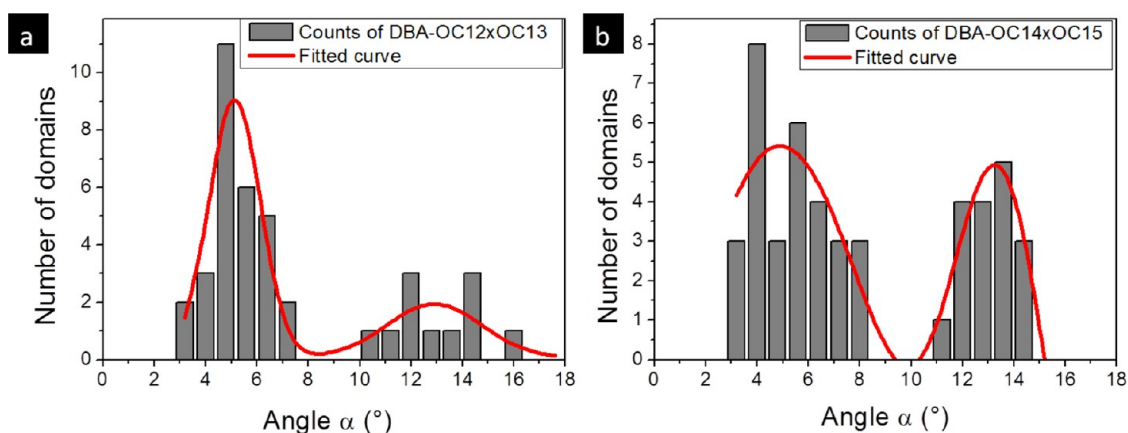 a
Counts of DBA-OC12xOC13
Fitted curve
10
8
6
4
2
0
Number of domains
0 2 4 6 8 10 12 14 16 18
Angle α (°)
b
Counts of DBA-OC14xOC15
Fitted curve
8
7
6
5
4
3
2
1
0
Number of domains
0 2 4 6 8 10 12 14 16 18
Angle α (°)